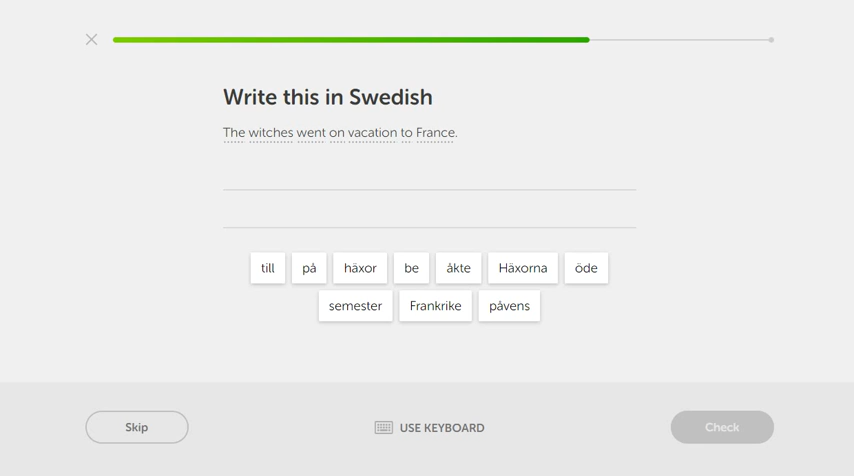 Write this in Swedish
The witches went on vacation to France.
till på häxor be åkte Häxorna öde
semester Frankrike påvens
Skip USE KEYBOARD Check